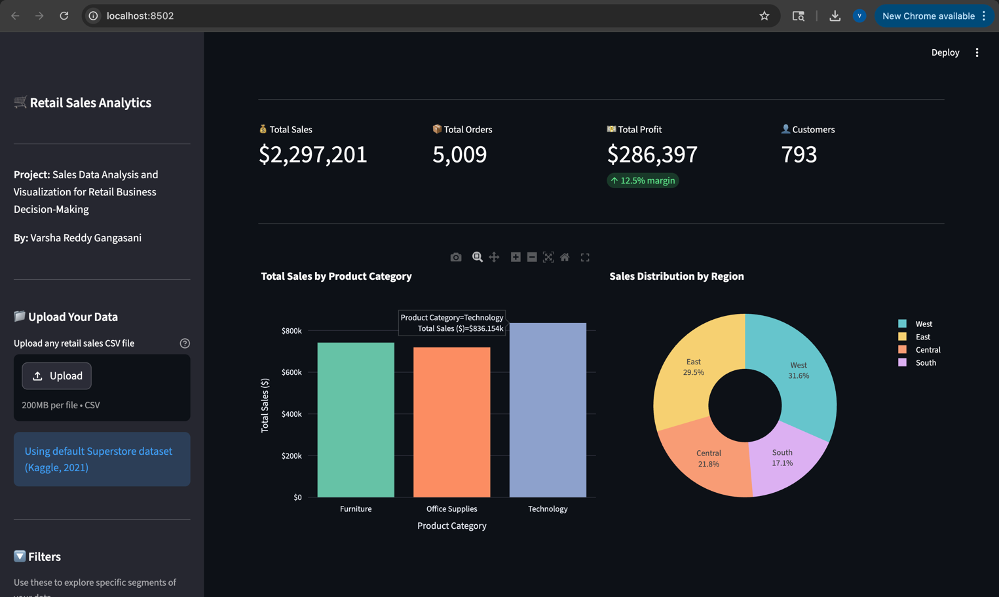 localhost:8502
V
New Chrome available
Deploy
Retail Sales Analytics
Project: Sales Data Analysis and
Visualization for Retail Business
Decision-Making
By: Varsha Reddy Gangasani
Upload Your Data
Upload any retail sales CSV file
?
Upload
200MB per file • CSV
Using default Superstore dataset
(Kaggle, 2021)
Filters
Use these to explore specific segments of
Total Sales
$2,297,201
Total Orders
5,009
Total Profit
$286,397
↑ 12.5% margin
Customers
793
Total Sales by Product Category
Product Category=Technology
Total Sales ($)=$836.154k
Total Sales ($)
$800k
$600k
$400k
$200k
$0
Furniture
Office Supplies
Technology
Product Category
Sales Distribution by Region
East
29.5%
West
31.6%
Central
21.8%
South
17.1%
West
East
Central
South